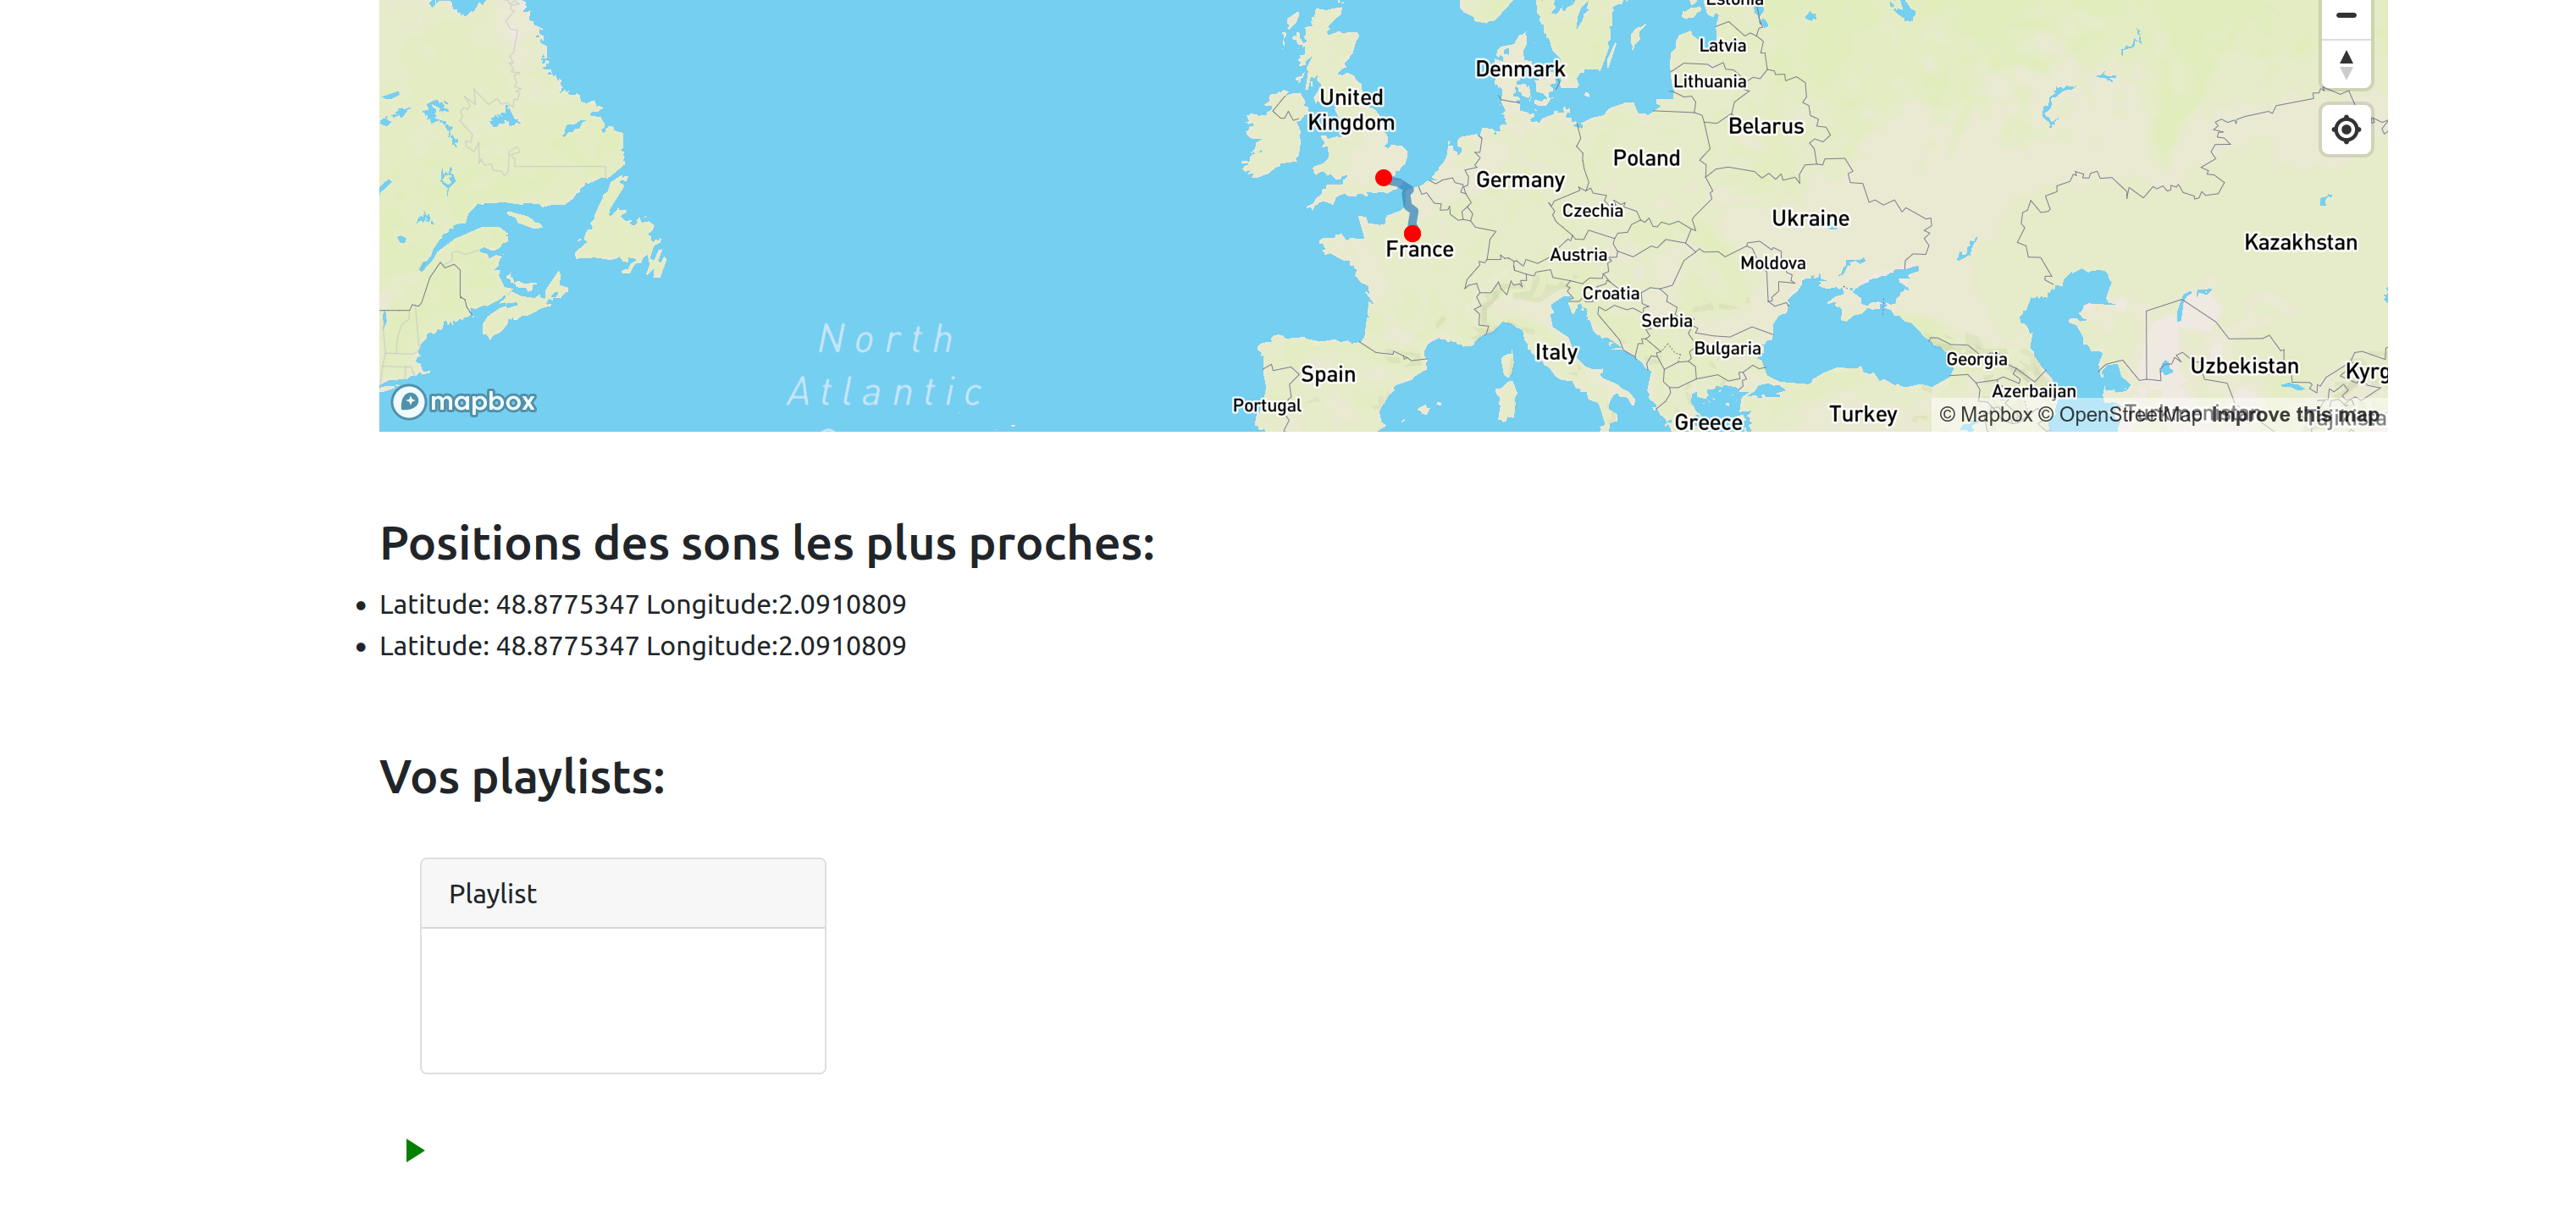 Estonia
Latvia
Denmark
Lithuania
United
Kingdom
Belarus
Poland
Germany
Czechia
Ukraine
Kazakhstan
France
Austria
Moldova
Croatia
Serbia
North
Bulgaria
Italy
Georgia
Uzbekistan
Spain
Kyrg
Atlantic
Azerbaijan
mapbox
Portugal
Turkey
Greece
© Mapbox © OpenStreetMap Improve this map
Positions des sons les plus proches:
Latitude: 48.8775347 Longitude:2.0910809
Latitude: 48.8775347 Longitude:2.0910809
Vos playlists:
Playlist